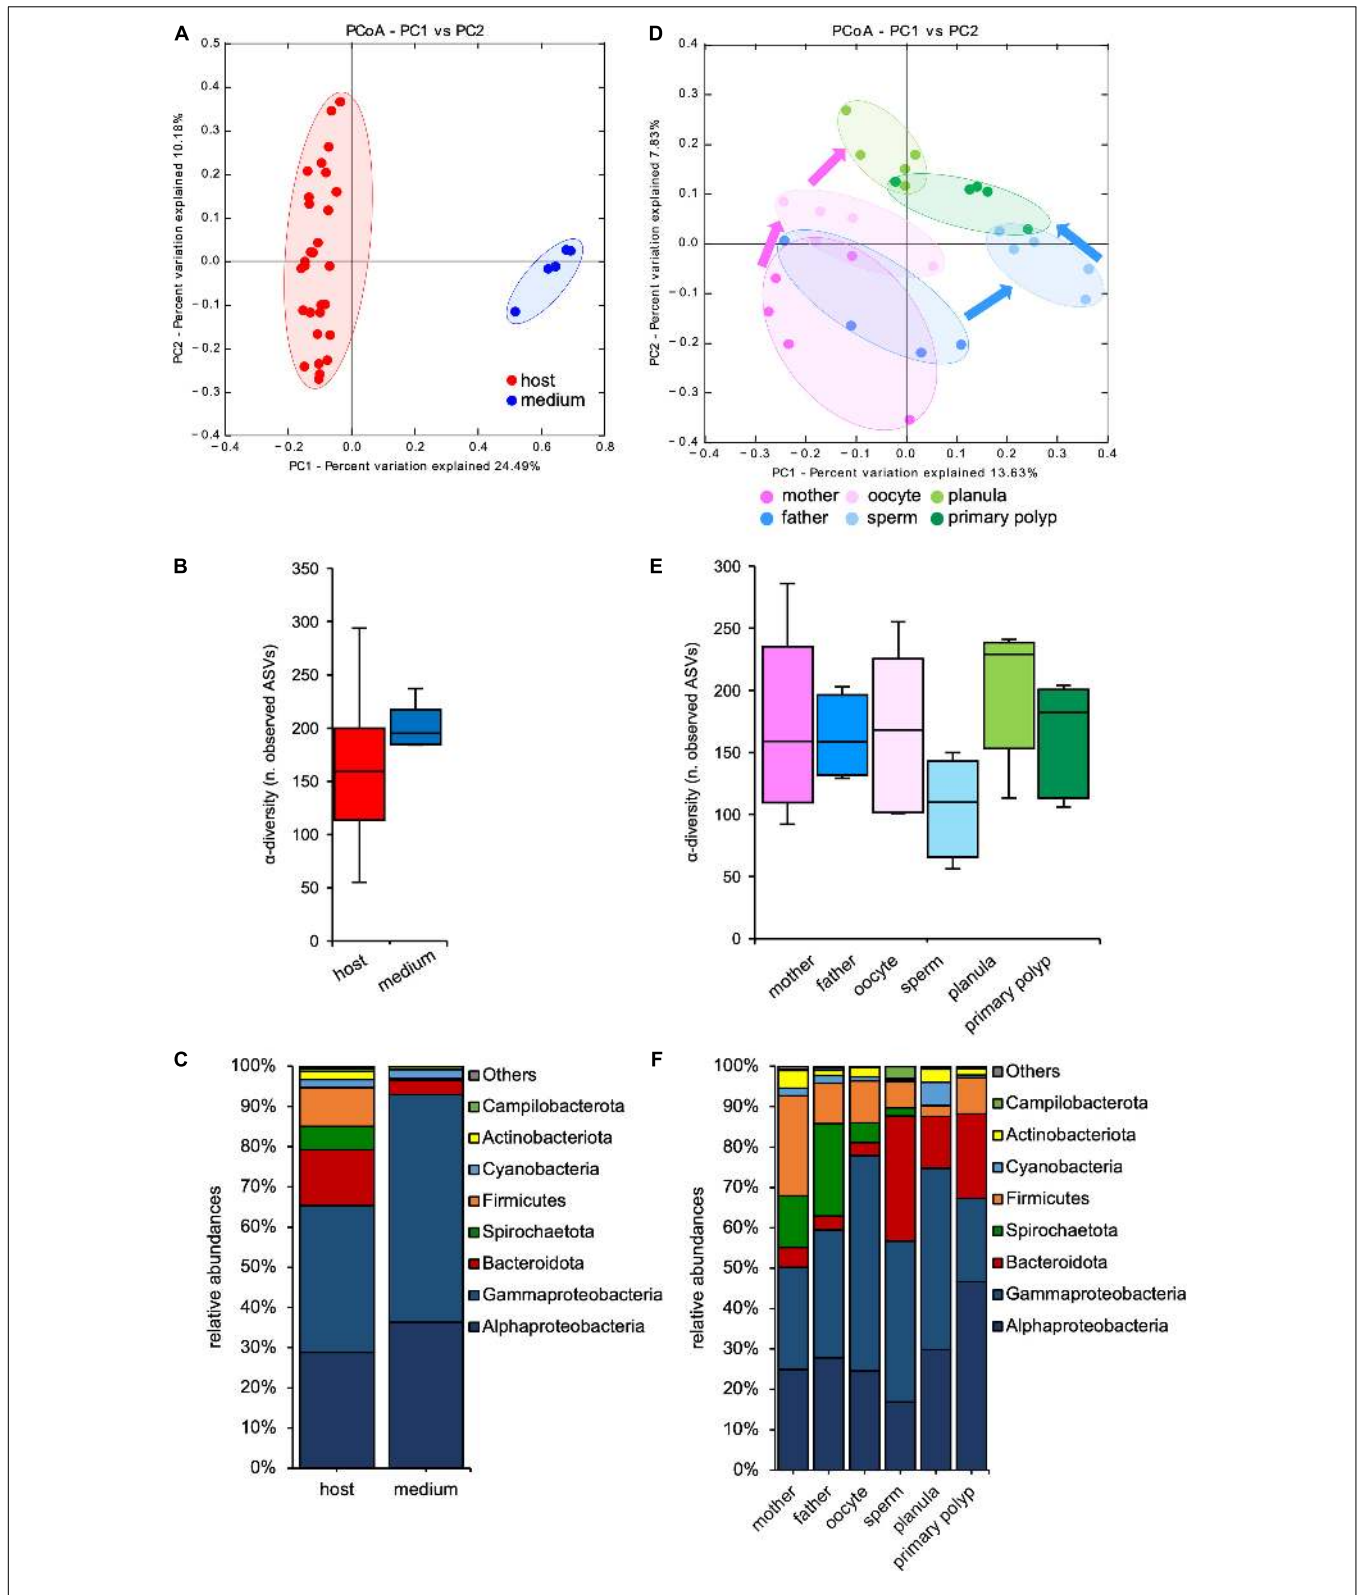 A
PCoA - PC1 vs PC2
0.5
0.4
0.3
0.2
0.1
0.0
−0.1
−0.2
−0.3
−0.4
−0.4 −0.2 0.0 0.2 0.4 0.6 0.8
PC2 - Percent variation explained 10.18%
PC1 - Percent variation explained 24.49%
host
medium
D
PCoA - PC1 vs PC2
0.4
0.3
0.2
0.1
0.0
−0.1
−0.2
−0.3
−0.4
−0.4 −0.3 −0.2 −0.1 0.0 0.1 0.2 0.3 0.4
PC2 - Percent variation explained 7.83%
PC1 - Percent variation explained 13.63%
mother oocyte planula
father sperm primary polyp
B
350
300
250
200
150
100
50
0
α-diversity (n. observed ASVs)
host medium
E
300
250
200
150
100
50
0
α-diversity (n. observed ASVs)
mother father oocyte sperm planula primary polyp
C
100%
90%
80%
70%
60%
50%
40%
30%
20%
10%
0%
relative abundances
host medium
Others
Campilobacterota
Actinobacteriota
Cyanobacteria
Firmicutes
Spirochaetota
Bacteroidota
Gammaproteobacteria
Alphaproteobacteria
F
100%
90%
80%
70%
60%
50%
40%
30%
20%
10%
0%
relative abundances
mother father oocyte sperm planula primary polyp
Others
Campilobacterota
Actinobacteriota
Cyanobacteria
Firmicutes
Spirochaetota
Bacteroidota
Gammaproteobacteria
Alphaproteobacteria